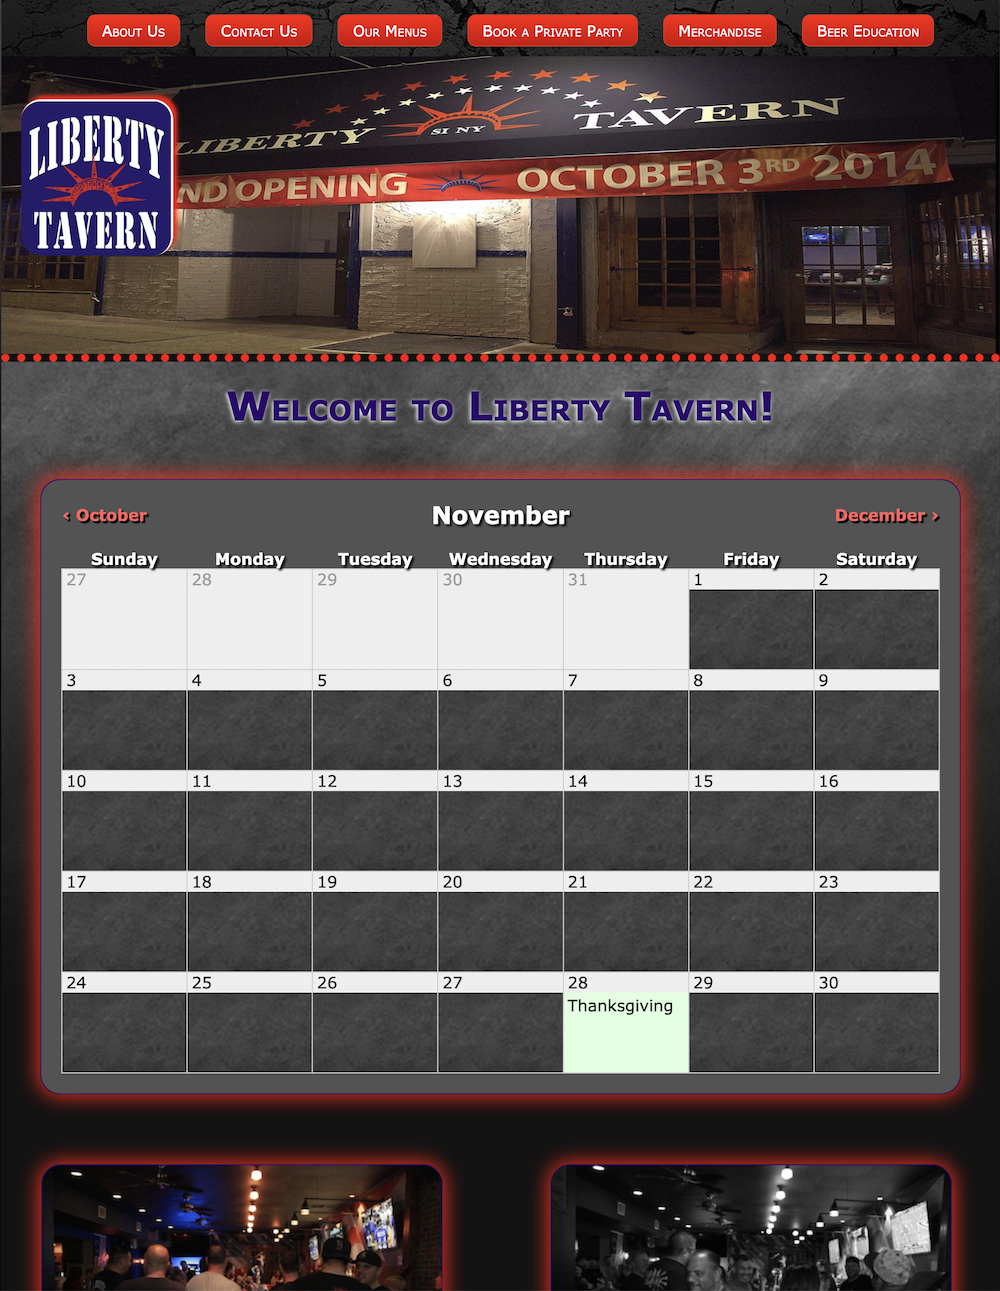 About Us Contact Us Our Menus Book a Private Party Merchandise Beer Education
LIBERTY SI NY TAVERN
ND OPENING OCTOBER 3RD 2014
LIBERTY
TAVERN
Welcome to Liberty Tavern!
‹ October November December ›
Sunday Monday Tuesday Wednesday Thursday Friday Saturday
27 28 29 30 31 1 2
3 4 5 6 7 8 9
10 11 12 13 14 15 16
17 18 19 20 21 22 23
24 25 26 27 28 29 30
Thanksgiving